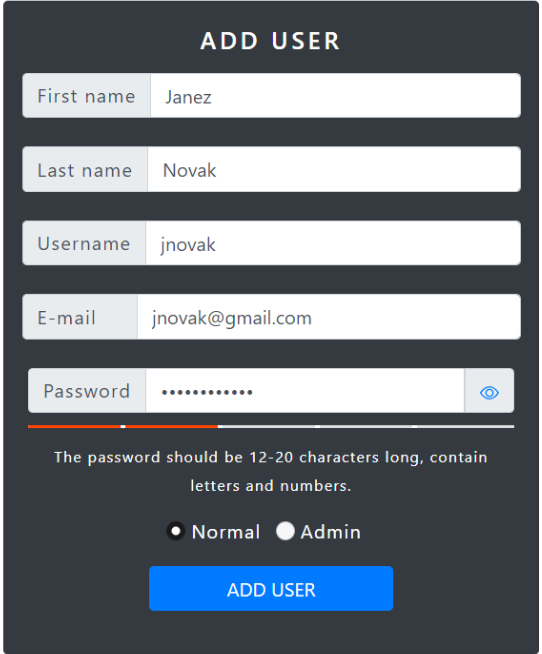 ADD USER
First name Janez
Last name Novak
Username jnovak
E-mail jnovak@gmail.com
Password ••••••••••••
The password should be 12-20 characters long, contain
letters and numbers.
Normal Admin
ADD USER